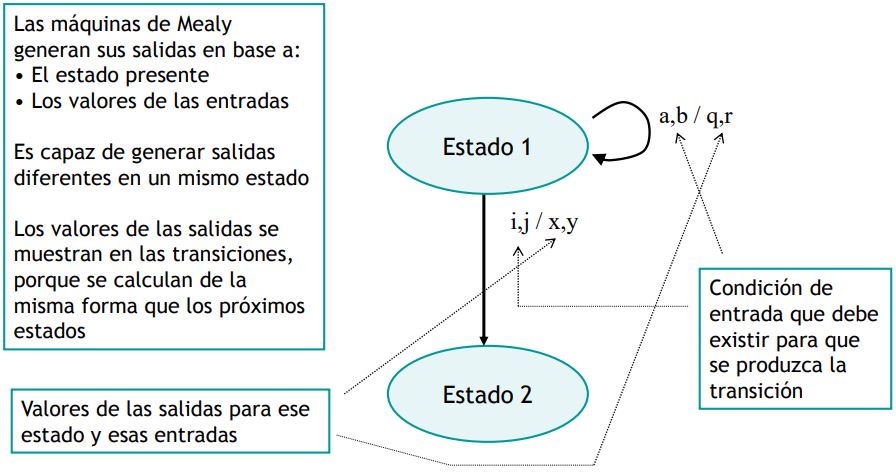 Las máquinas de Mealy
generan sus salidas en base a:
• El estado presente
• Los valores de las entradas
Es capaz de generar salidas
diferentes en un mismo estado
Los valores de las salidas se
muestran en las transiciones,
porque se calculan de la
misma forma que los próximos
estados
Estado 1
a,b / q,r
i,j / x,y
Condición de
entrada que debe
existir para que
se produzca la
transición
Estado 2
Valores de las salidas para ese
estado y esas entradas